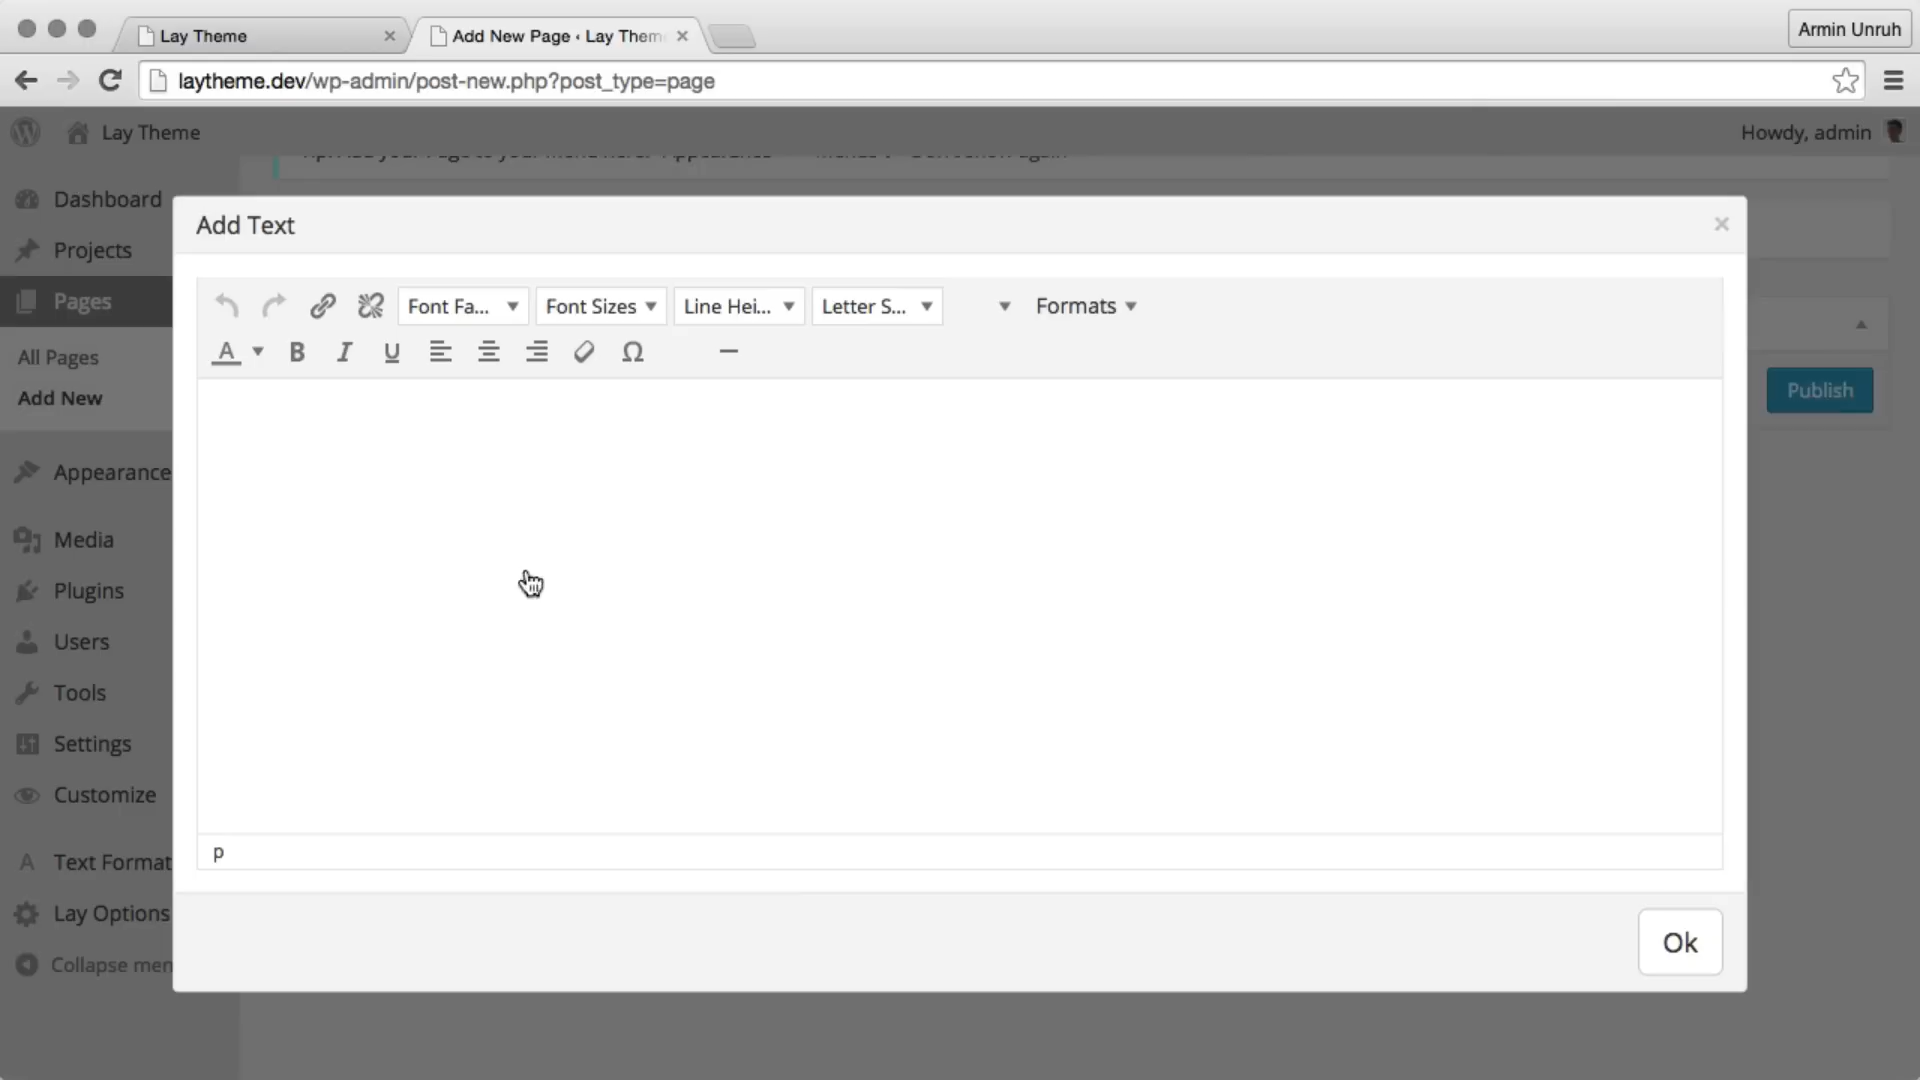 Lay Theme
Add New Page ‹ Lay Them
Armin Unruh
laytheme.dev/wp-admin/post-new.php?post_type=page
Lay Theme
Howdy, admin
Dashboard
Projects
Pages
All Pages
Add New
Appearance
Media
Plugins
Users
Tools
Settings
Customize
Text Format
Lay Options
Collapse men
Add Text
×
Font Fa...
Font Sizes
Line Hei...
Letter S...
Formats
A
B
I
U
Ω
Publish
p
Ok